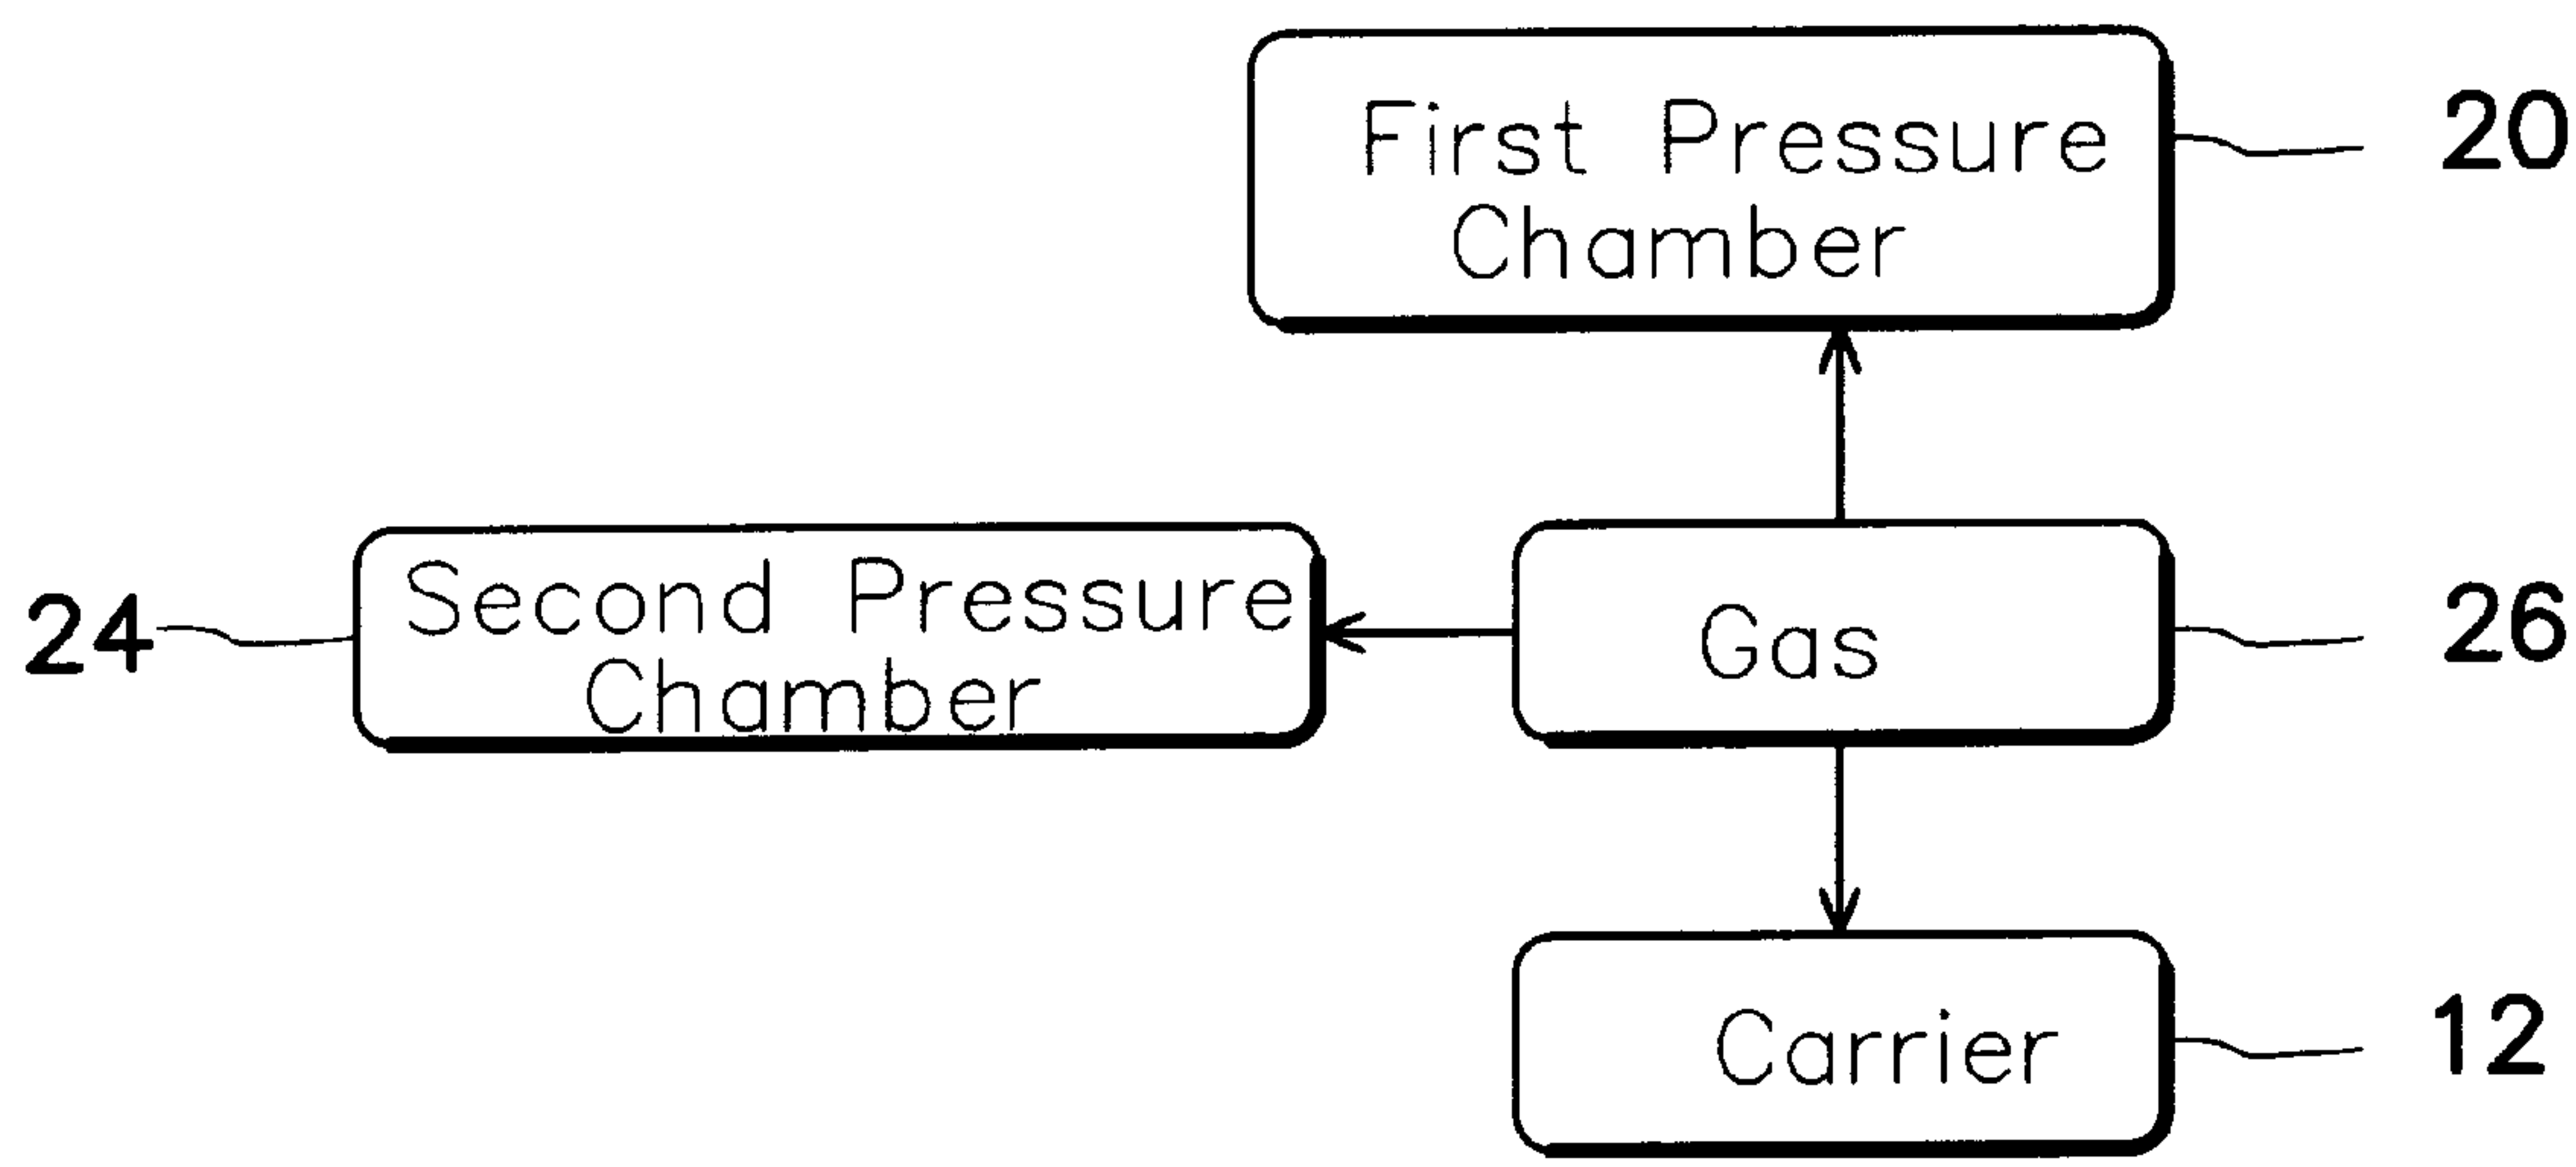 First Pressure
Chamber
20
24
Second Pressure
Chamber
Gas
26
Carrier
12